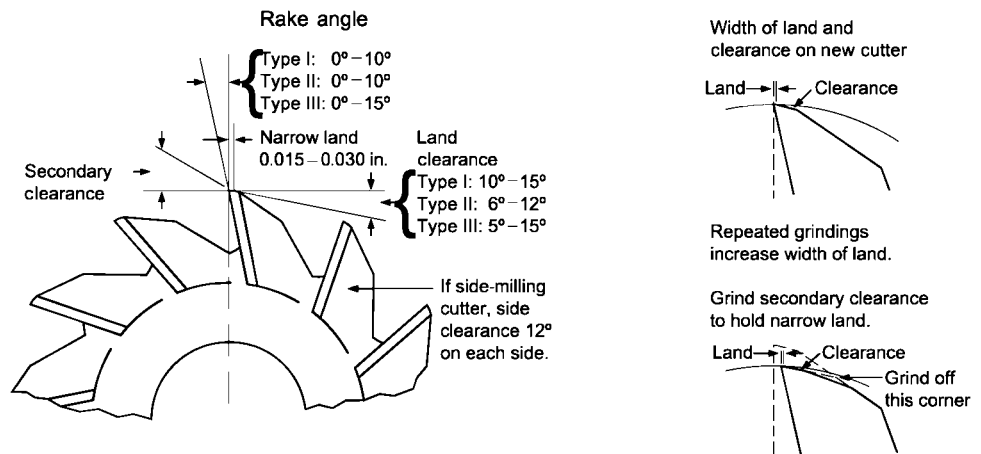 Rake angle
Type I: 0º–10º
Type II: 0º–10º
Type III: 0º–15º
Narrow land
0.015–0.030 in.
Land
clearance
Type I: 10º–15º
Type II: 6º–12º
Type III: 5º–15º
Secondary
clearance
If side-milling
cutter, side
clearance 12º
on each side.
Width of land and
clearance on new cutter
Land
Clearance
Repeated grindings
increase width of land.
Grind secondary clearance
to hold narrow land.
Land
Clearance
Grind off
this corner